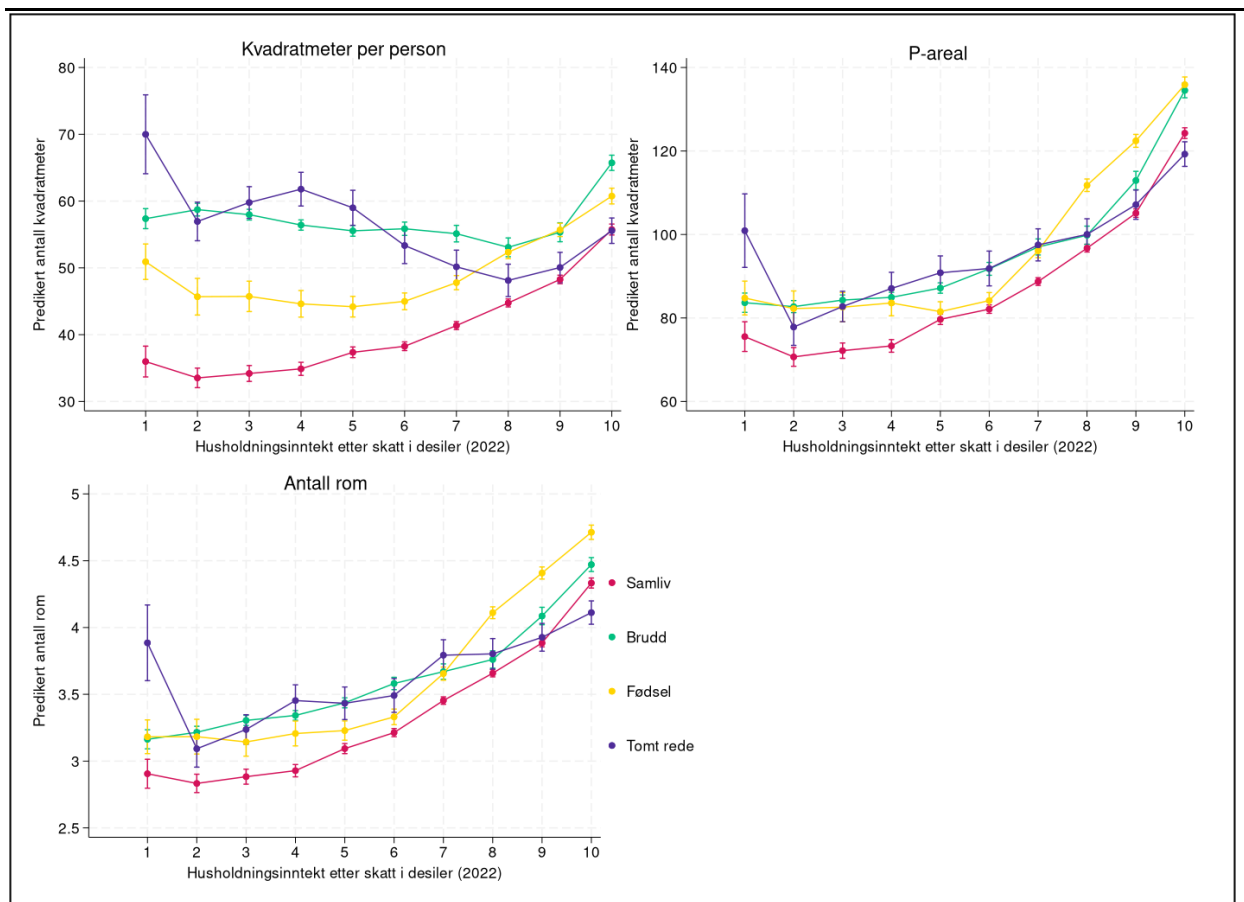 Kvadratmeter per person
80
70
60
50
40
30
Predikert antall kvadratmeter
1 2 3 4 5 6 7 8 9 10
Husholdningsinntekt etter skatt i desiler (2022)
P-areal
140
120
100
80
60
Predikert antall kvadratmeter
1 2 3 4 5 6 7 8 9 10
Husholdningsinntekt etter skatt i desiler (2022)
Antall rom
5
4.5
4
3.5
3
2.5
Predikert antall rom
1 2 3 4 5 6 7 8 9 10
Husholdningsinntekt etter skatt i desiler (2022)
Samliv
Brudd
Fødsel
Tomt rede